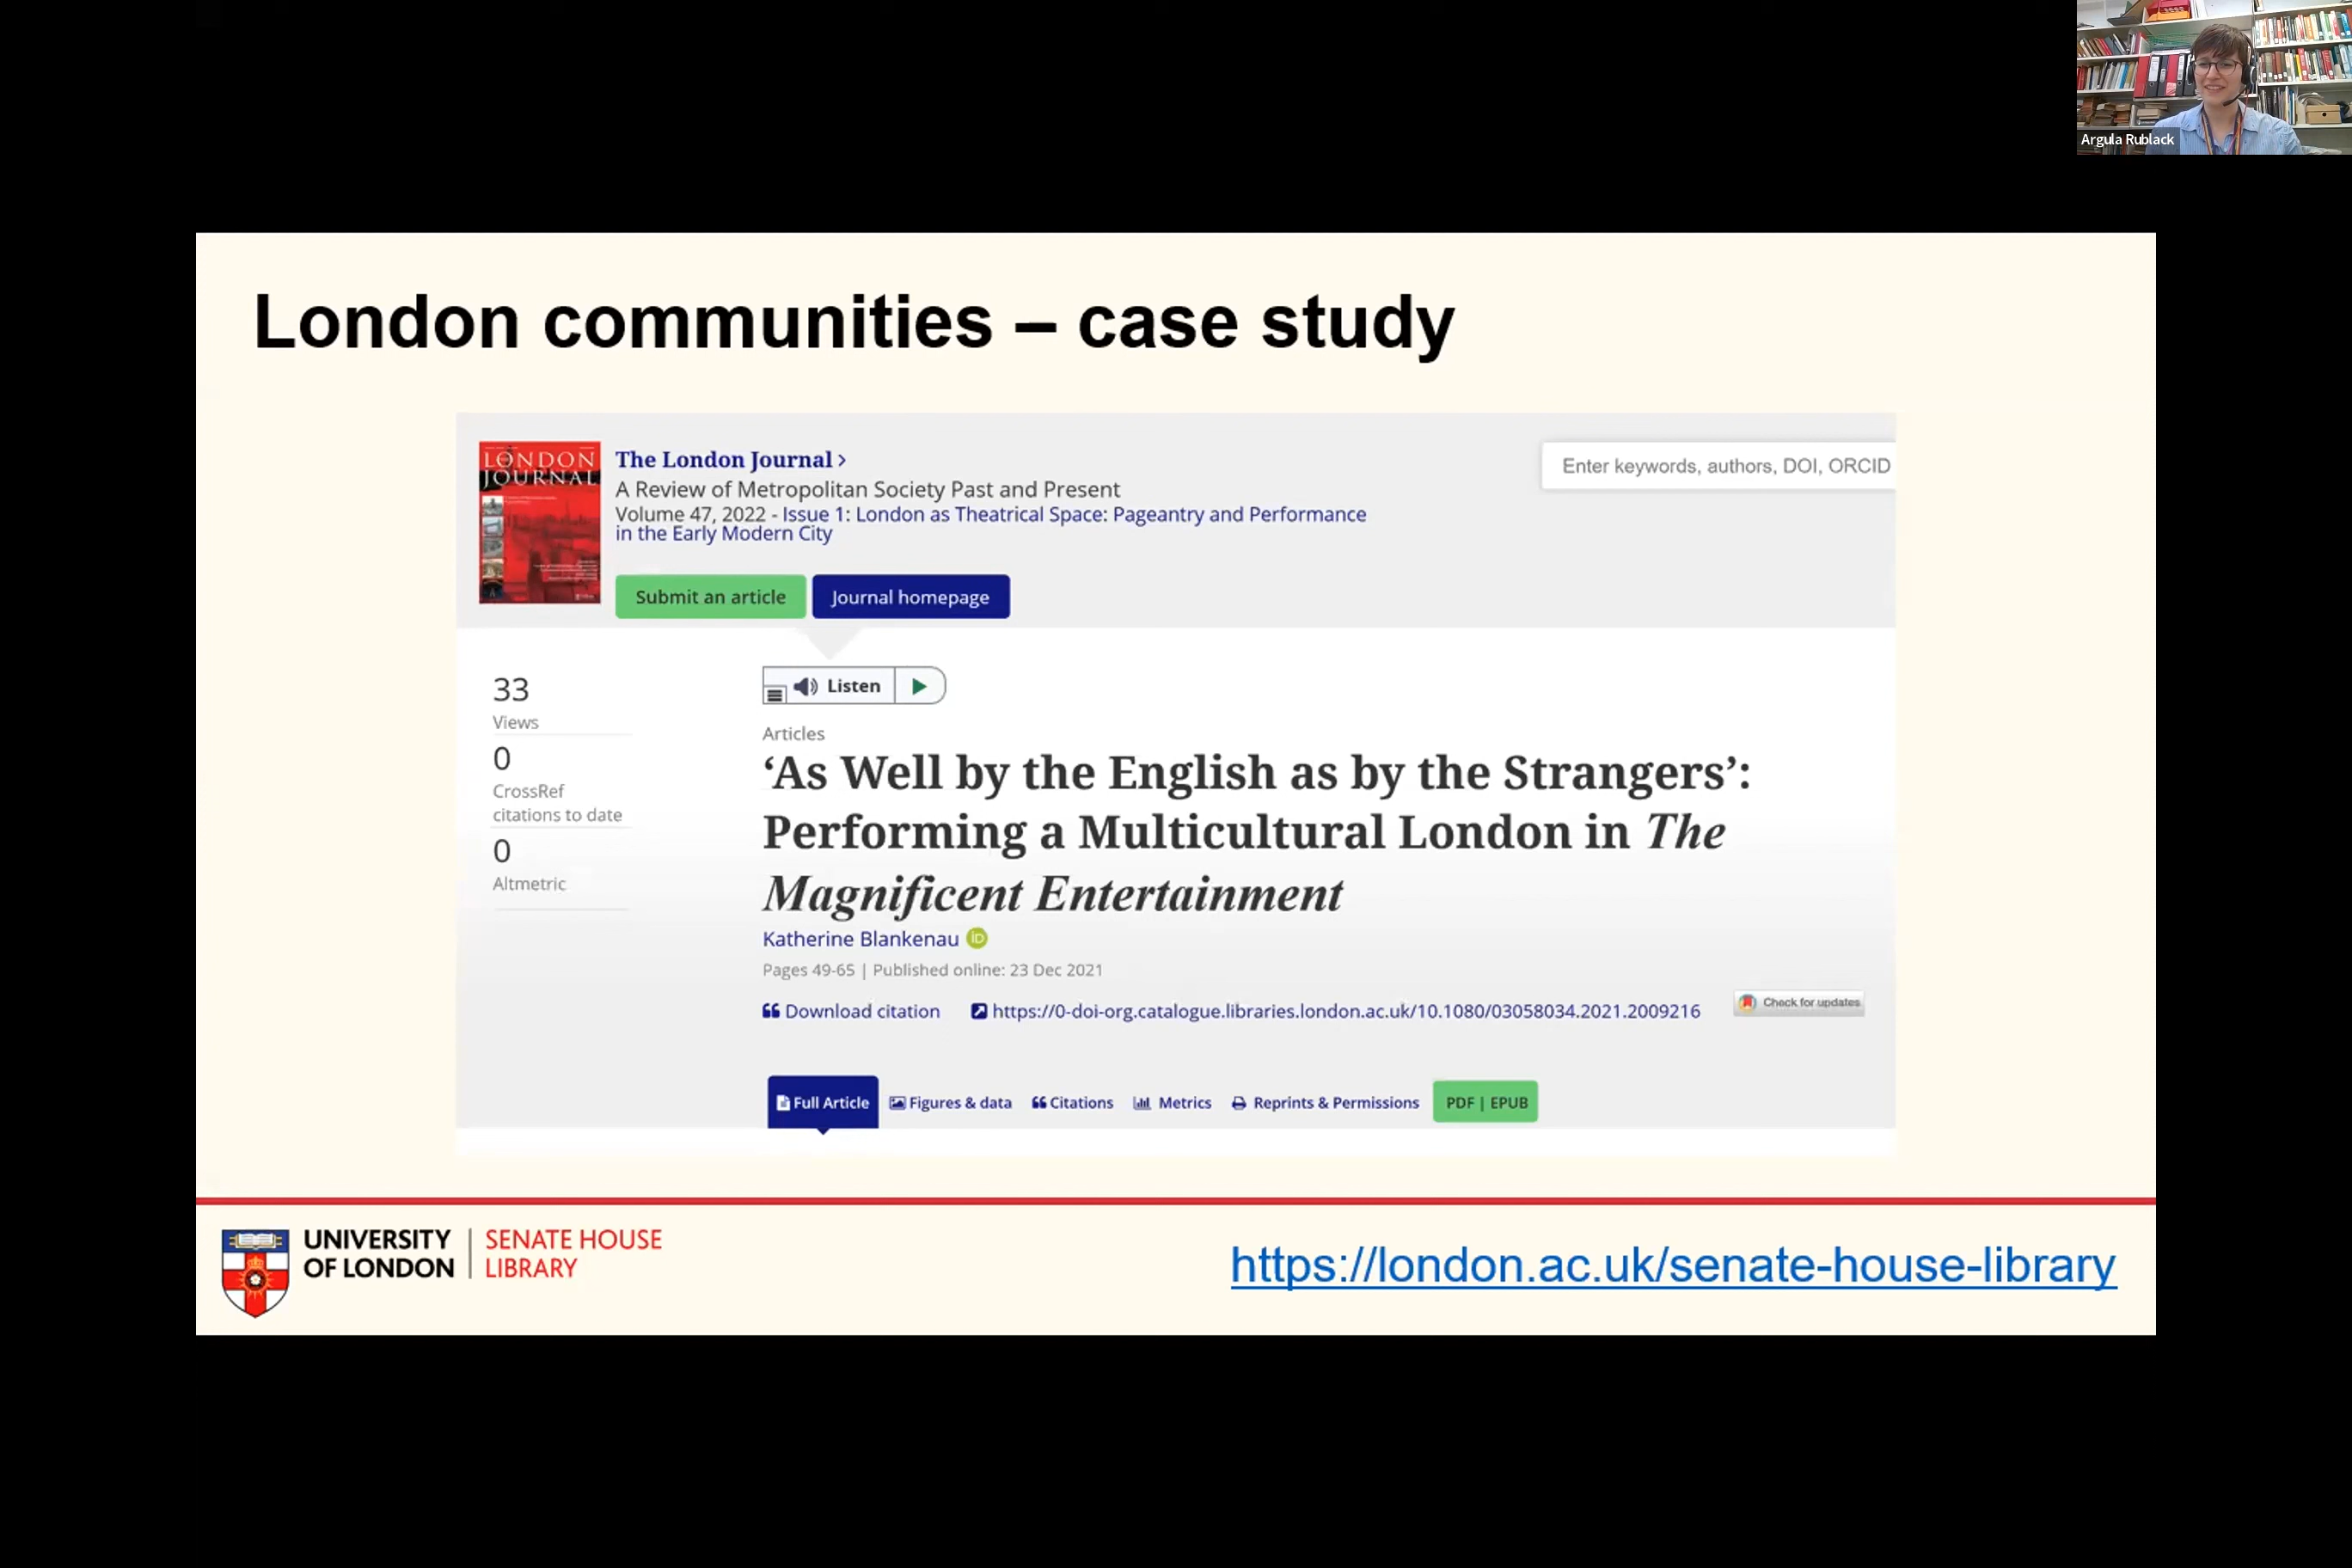 Argula Rublack
London communities – case study
LONDON
JOURNAL
The London Journal >
A Review of Metropolitan Society Past and Present
Volume 47, 2022 - Issue 1: London as Theatrical Space: Pageantry and Performance
in the Early Modern City
Enter keywords, authors, DOI, ORCID
Submit an article
Journal homepage
33
Views
0
CrossRef
citations to date
0
Altmetric
Listen
Articles
‘As Well by the English as by the Strangers’:
Performing a Multicultural London in The
Magnificent Entertainment
Katherine Blankenau iD
Pages 49-65 | Published online: 23 Dec 2021
Download citation https://0-doi-org.catalogue.libraries.london.ac.uk/10.1080/03058034.2021.2009216
Check for updates
Full Article Figures & data Citations Metrics Reprints & Permissions PDF | EPUB
UNIVERSITY
OF LONDON
SENATE HOUSE
LIBRARY
https://london.ac.uk/senate-house-library